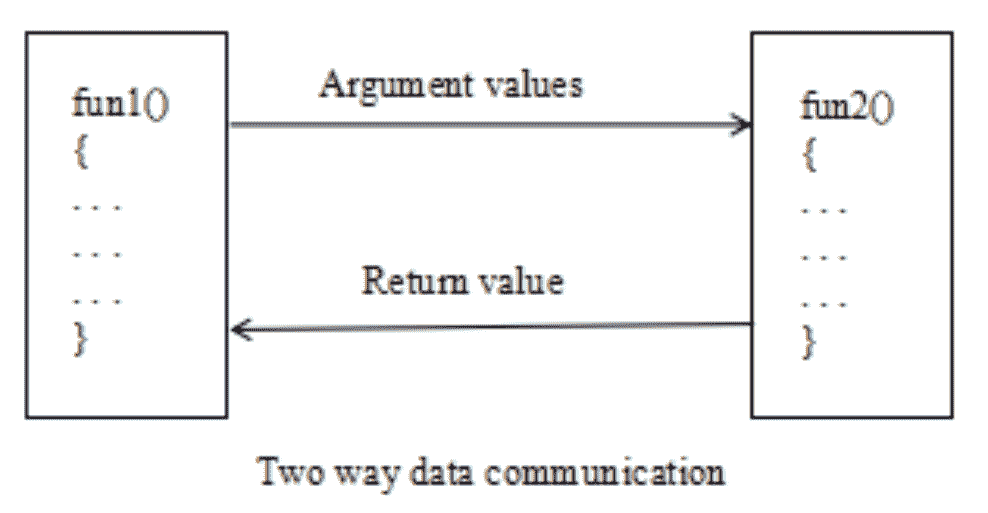 fun1()
{
. . .
. . .
. . .
}
Argument values
Return value
fun2()
{
. . .
. . .
. . .
}
Two way data communication